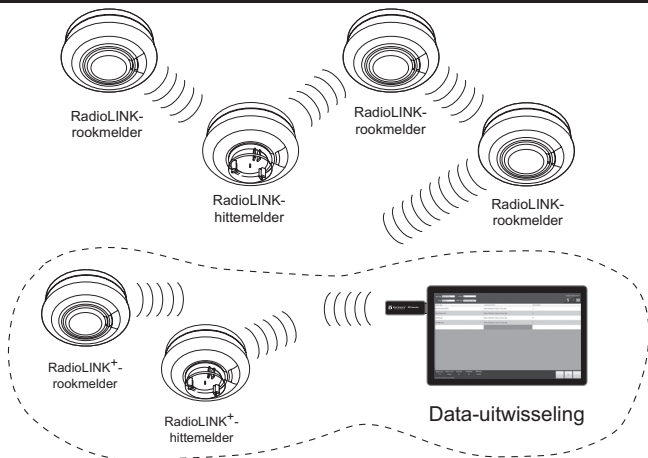 RadioLINK-
rookmelder
RadioLINK-
hittemelder
RadioLINK-
rookmelder
RadioLINK-
rookmelder
RadioLINK+-
rookmelder
RadioLINK+-
hittemelder
Data-uitwisseling